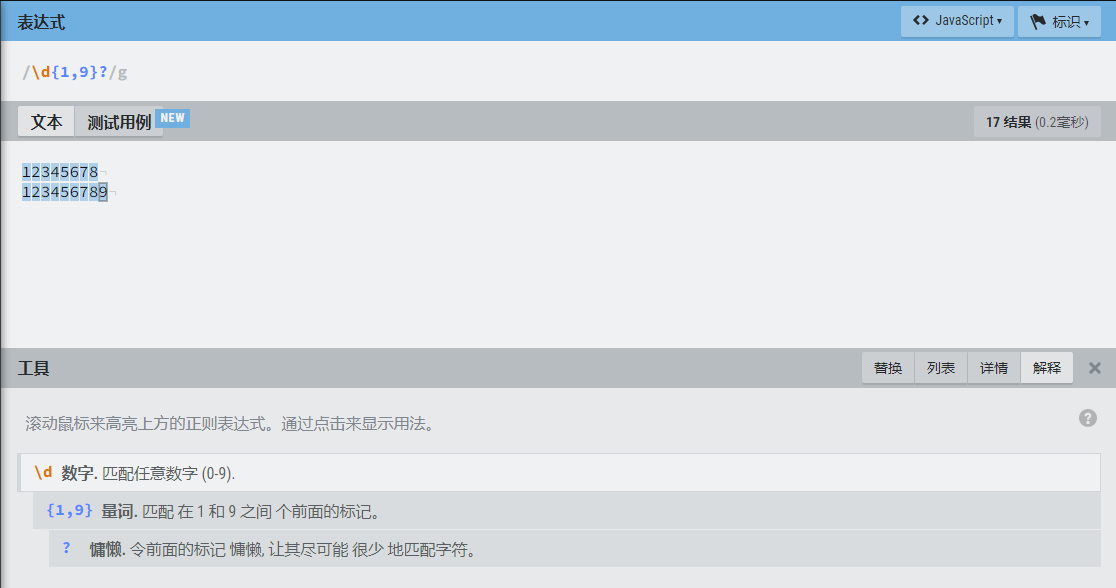 表达式
<> JavaScript ▾
标识 ▾
/\d{1,9}?/g
文本
测试用例 NEW
17 结果 (0.2毫秒)
12345678¬
123456789¬
工具
替换 列表 详情 解释 ×
滚动鼠标来高亮上方的正则表达式。通过点击来显示用法。
?
\d 数字. 匹配任意数字 (0-9).
{1,9} 量词. 匹配 在 1 和 9 之间 个前面的标记。
? 慵懒. 令前面的标记 慵懒, 让其尽可能 很少 地匹配字符。